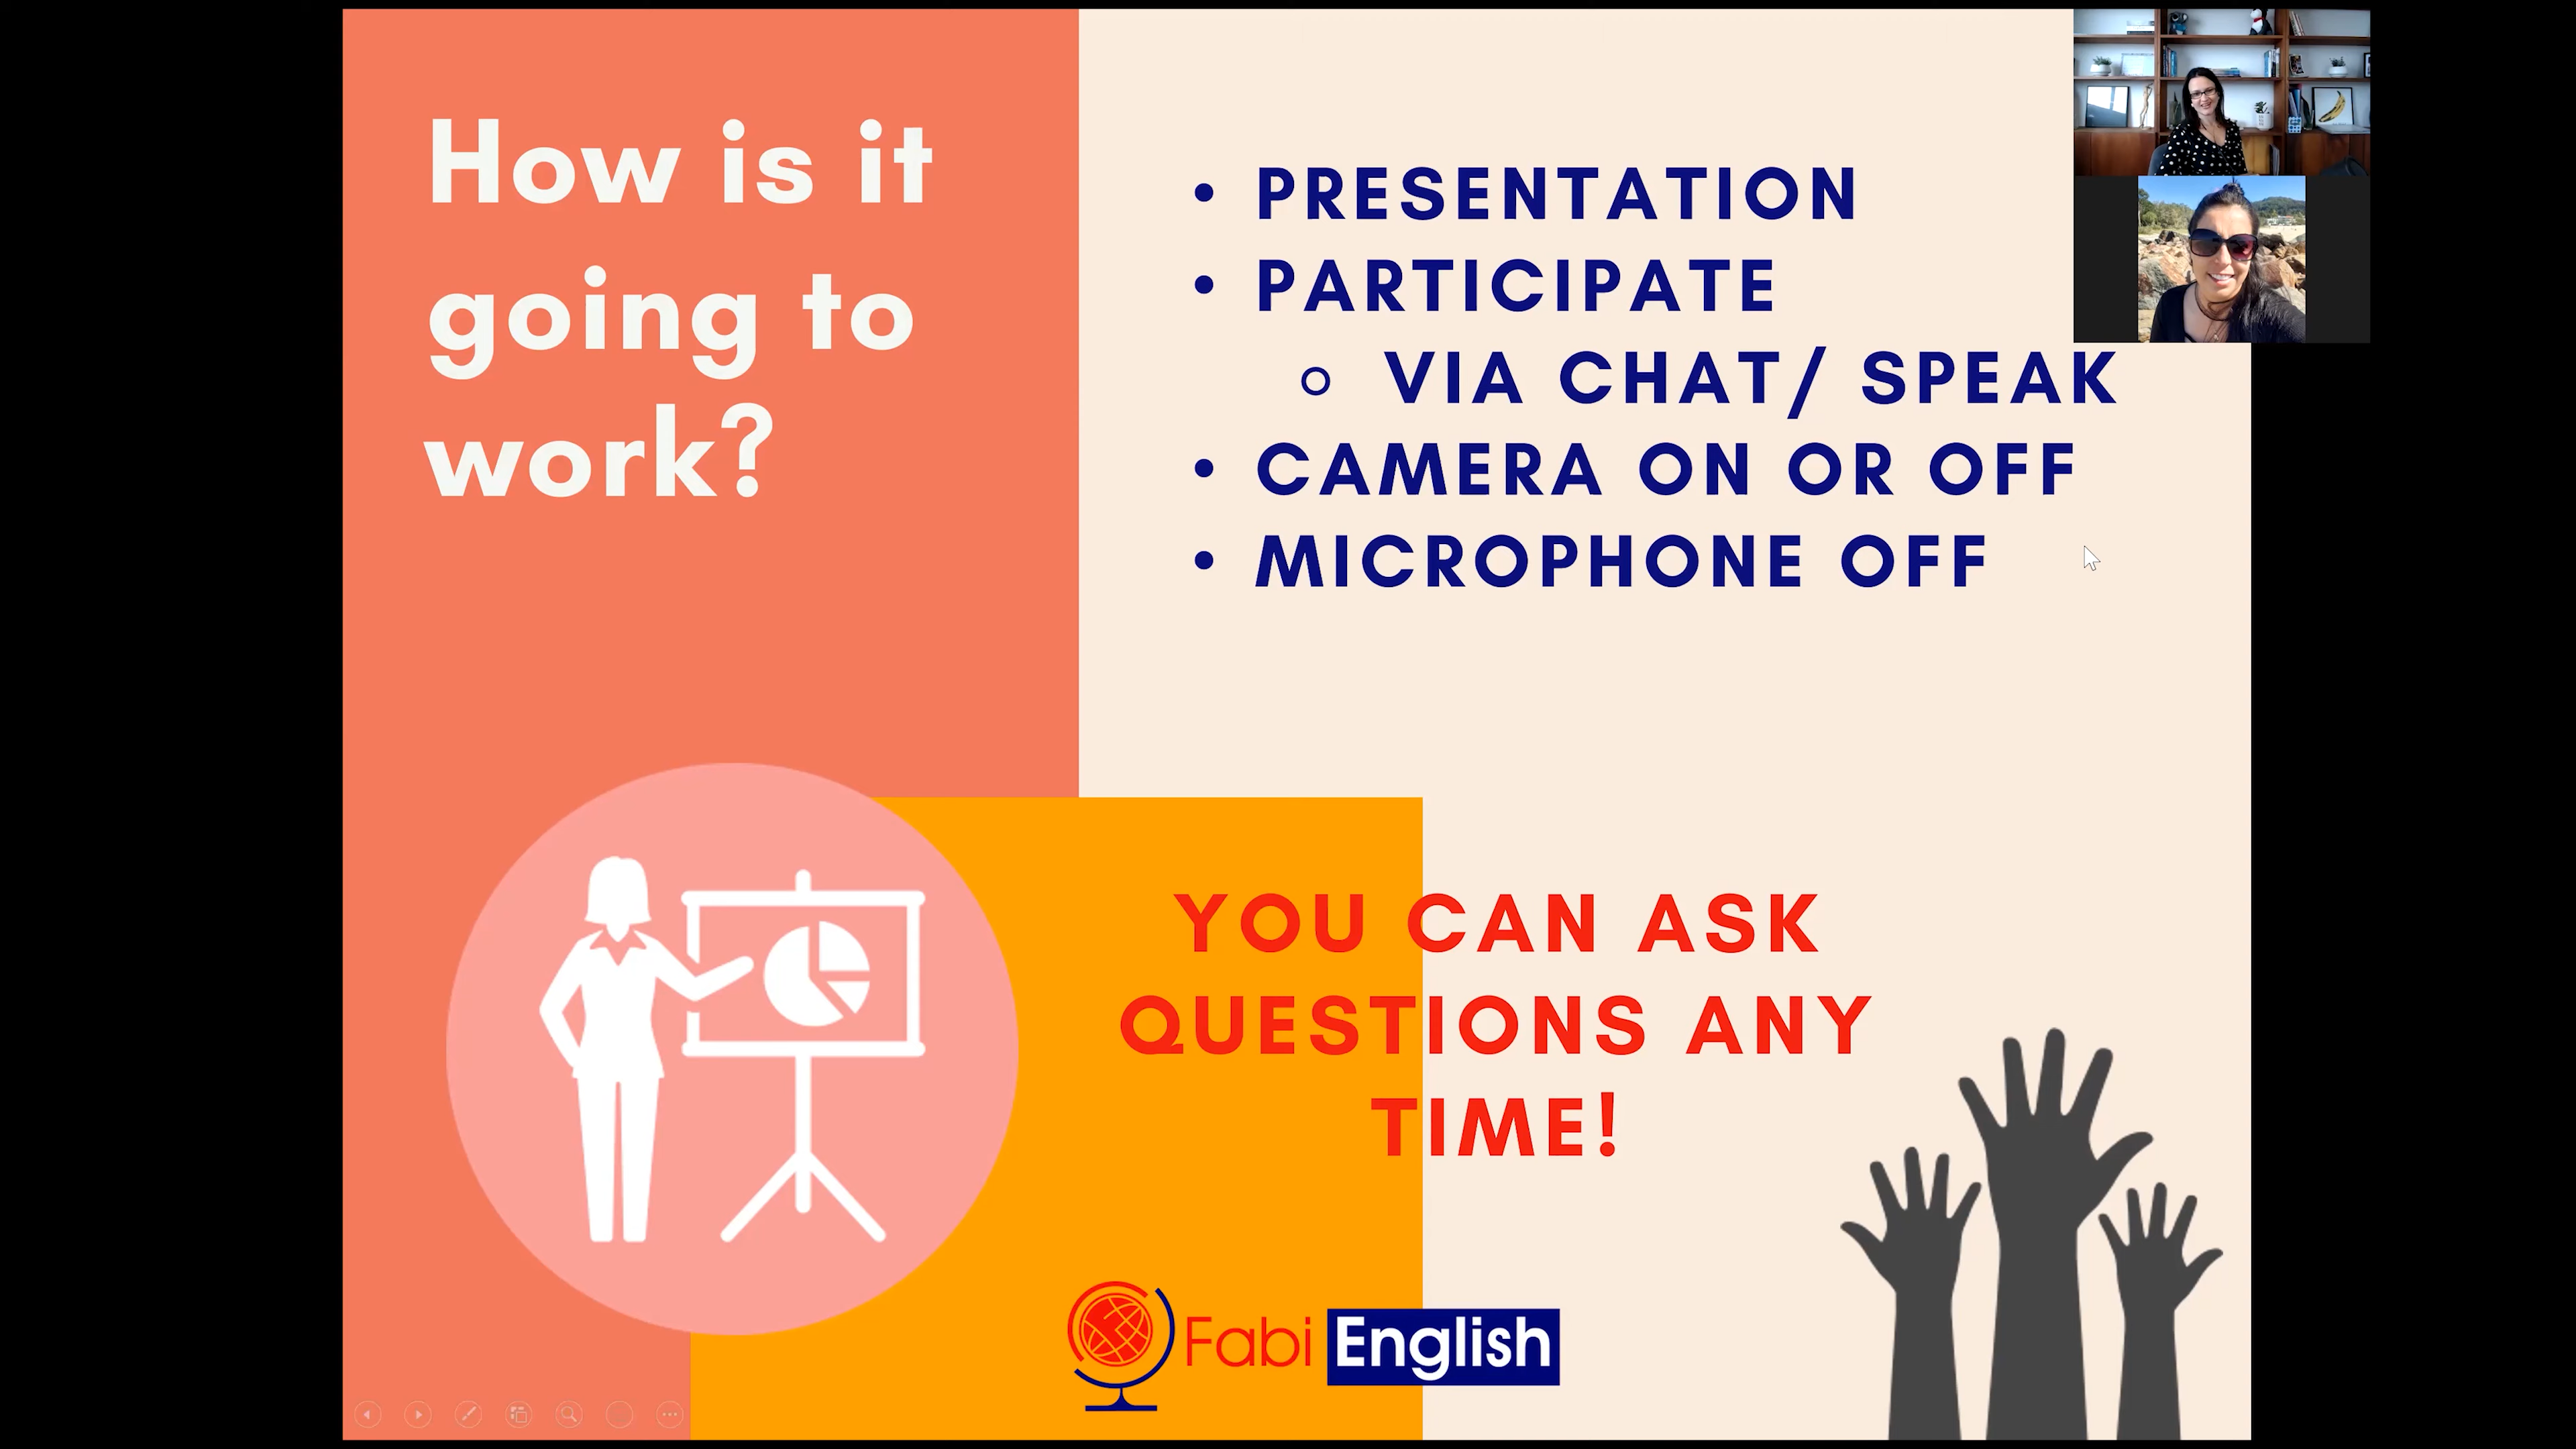 How is it
going to
work?
• PRESENTATION
• PARTICIPATE
○ VIA CHAT/ SPEAK
• CAMERA ON OR OFF
• MICROPHONE OFF
YOU CAN ASK
QUESTIONS ANY
TIME!
Fabi English